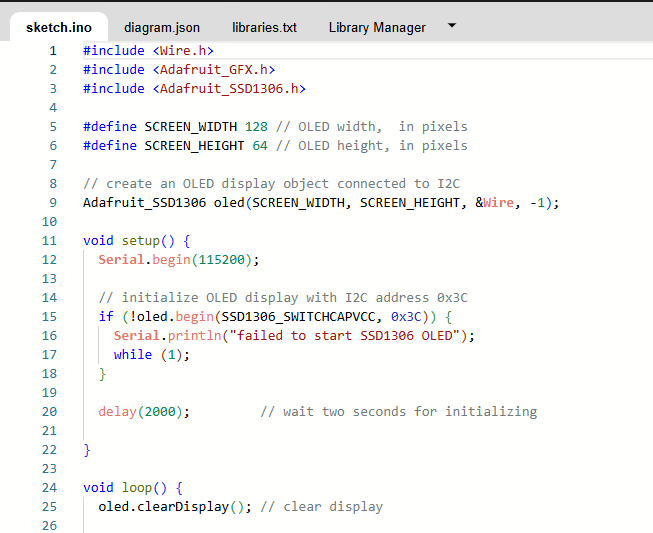 sketch.ino diagram.json libraries.txt Library Manager
1 #include <Wire.h>
2 #include <Adafruit_GFX.h>
3 #include <Adafruit_SSD1306.h>
4
5 #define SCREEN_WIDTH 128 // OLED width,  in pixels
6 #define SCREEN_HEIGHT 64 // OLED height, in pixels
7
8 // create an OLED display object connected to I2C
9 Adafruit_SSD1306 oled(SCREEN_WIDTH, SCREEN_HEIGHT, &Wire, -1);
10
11 void setup() {
12   Serial.begin(115200);
13
14   // initialize OLED display with I2C address 0x3C
15   if (!oled.begin(SSD1306_SWITCHCAPVCC, 0x3C)) {
16     Serial.println("failed to start SSD1306 OLED");
17     while (1);
18   }
19
20   delay(2000);         // wait two seconds for initializing
21
22 }
23
24 void loop() {
25   oled.clearDisplay(); // clear display
26